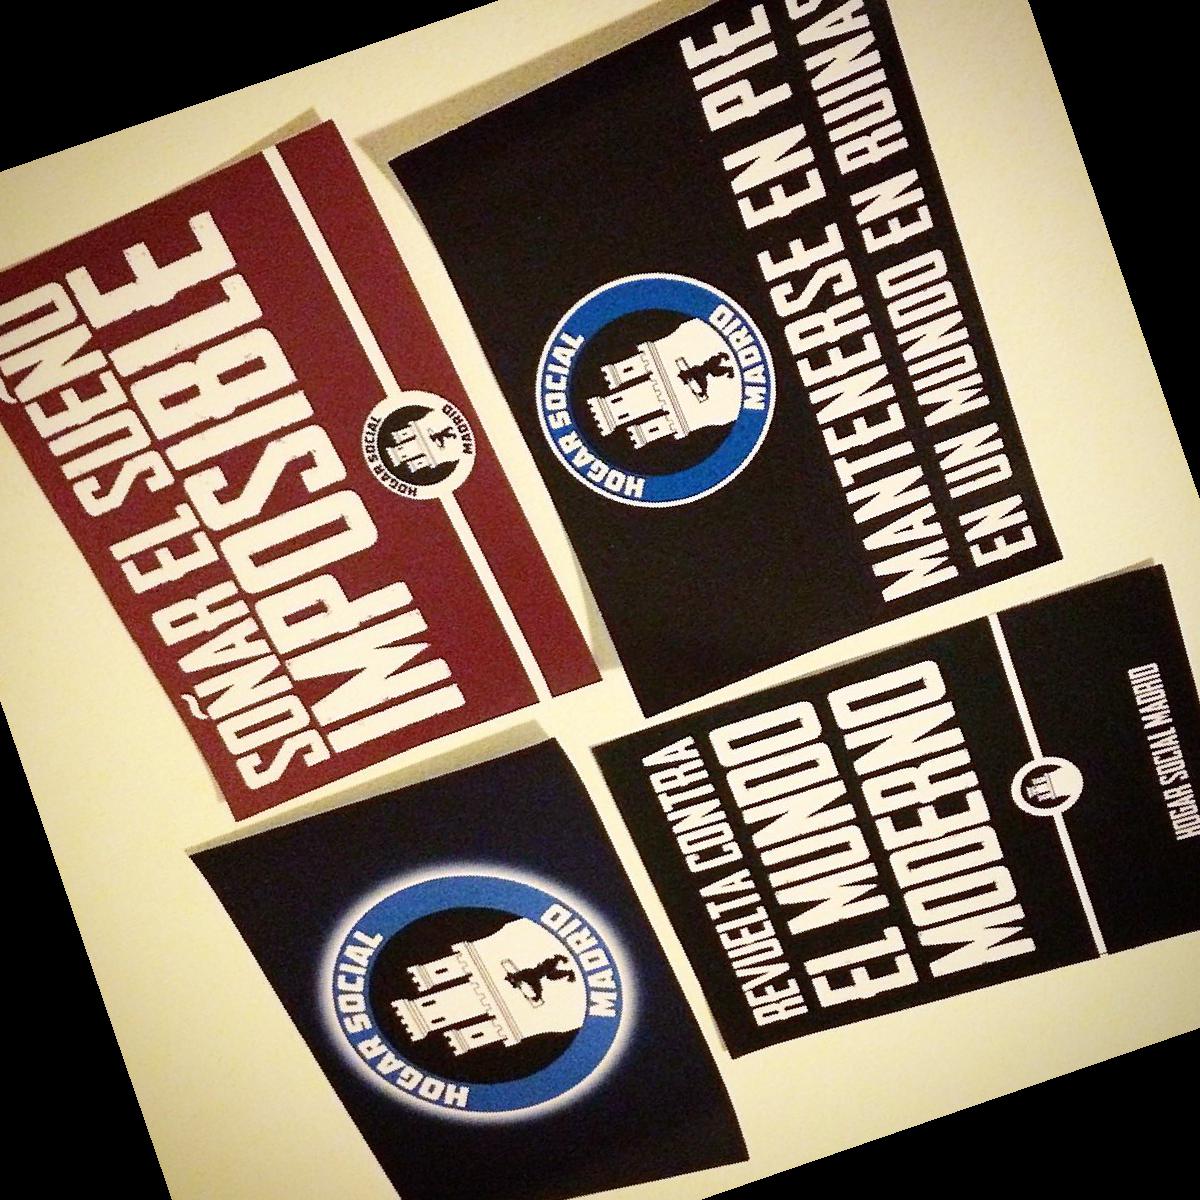 SOÑAR EL SUEÑO
IMPOSIBLE
HOGAR SOCIAL
MADRID
HOGAR SOCIAL
MADRID
MANTENERSE EN PIE
EN UN MUNDO EN RUINAS
HOGAR SOCIAL
MADRID
REVUELTA CONTRA
EL MUNDO
MODERNO
HOGAR SOCIAL MADRID